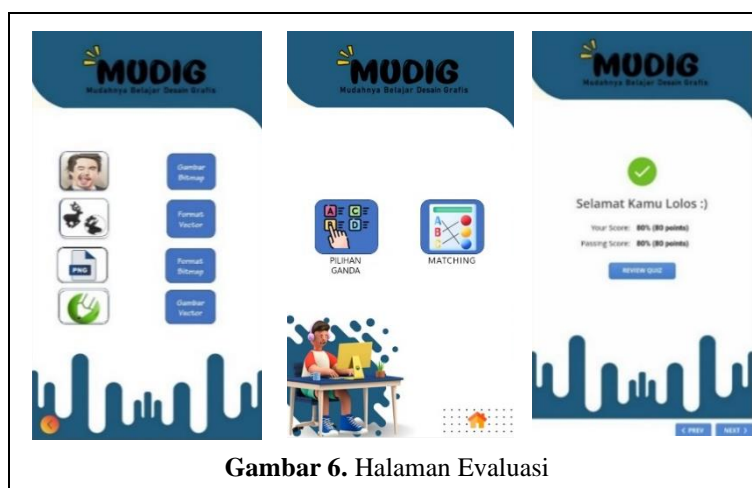 MUDIG
Mudahnya Belajar Desain Grafis
Gambar
Bitmap
Format
Vector
PNG
Format
Bitmap
Gambar
Vector
MUDIG
Mudahnya Belajar Desain Grafis
A C
B D
PILIHAN
GANDA
A
B
MATCHING
MUDIG
Mudahnya Belajar Desain Grafis
Selamat Kamu Lolos :)
Your Score: 80% (80 points)
Passing Score: 80% (80 points)
REVIEW QUIZ
< PREV NEXT >
Gambar 6. Halaman Evaluasi